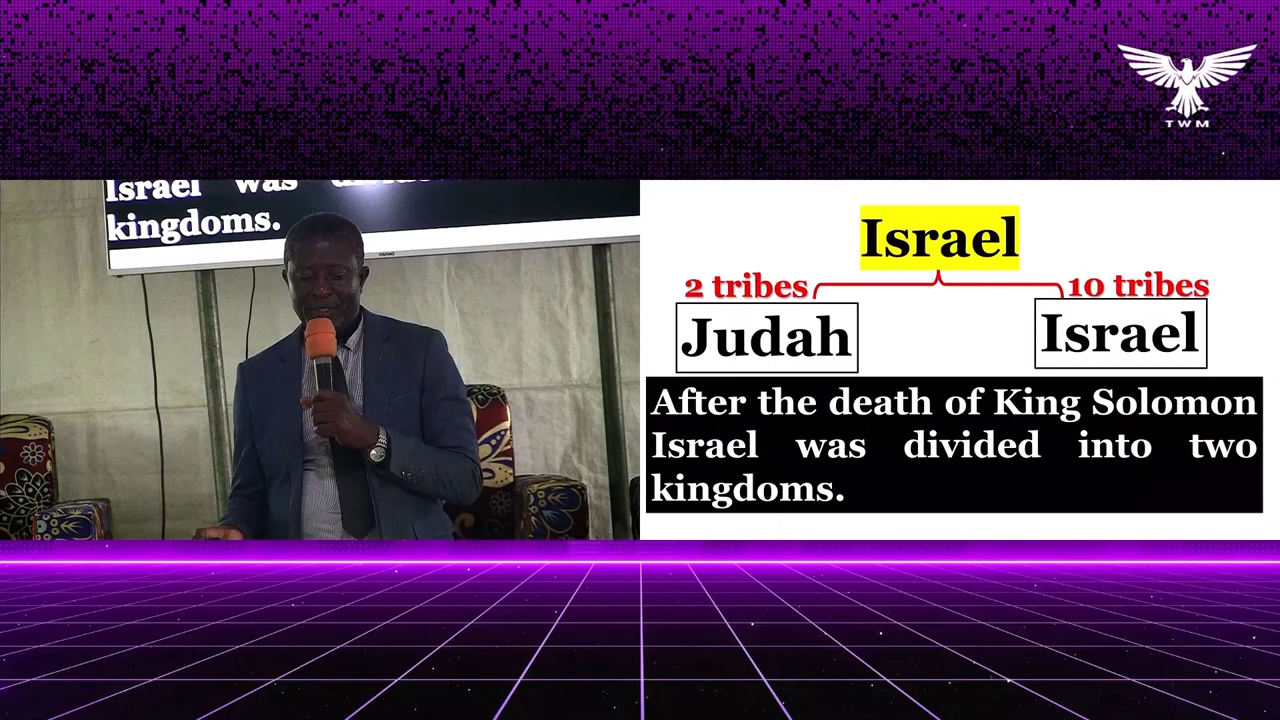 TWM
Israel was
kingdoms.
Israel
2 tribes
10 tribes
Judah
Israel
After the death of King Solomon
Israel was divided into two
kingdoms.